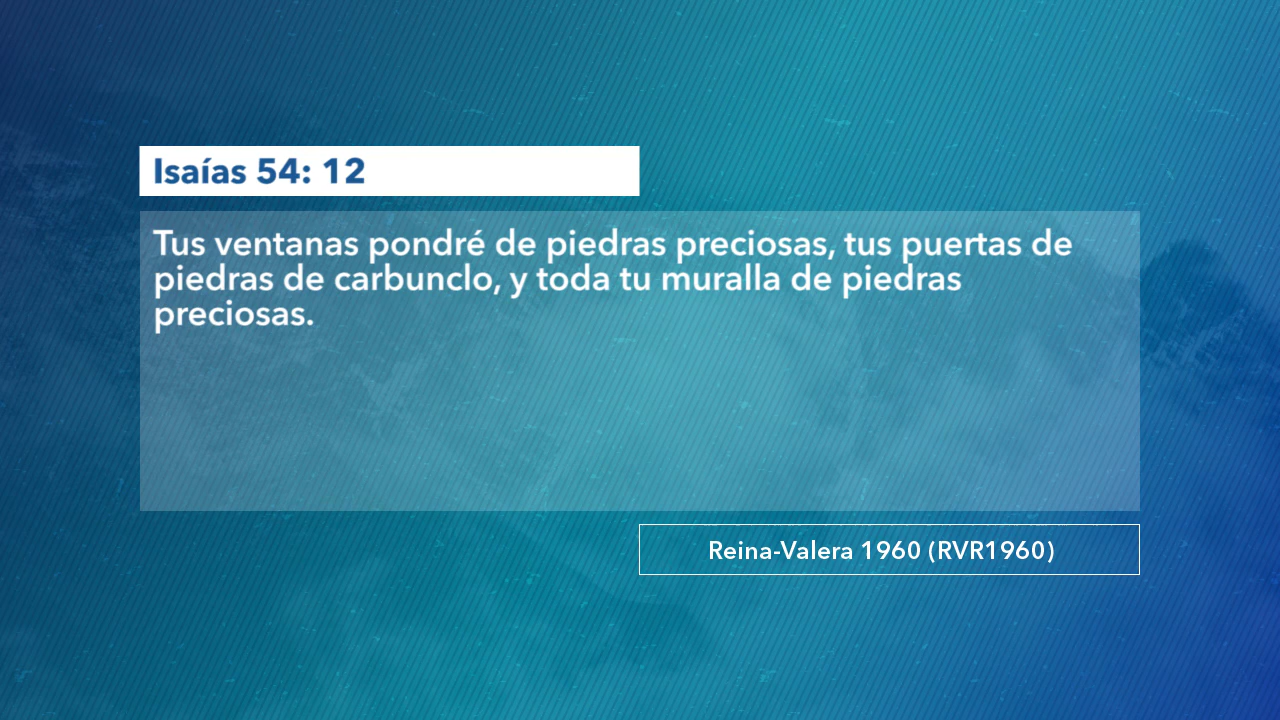 Isaías 54: 12
Tus ventanas pondré de piedras preciosas, tus puertas de
piedras de carbunclo, y toda tu muralla de piedras
preciosas.
Reina-Valera 1960 (RVR1960)